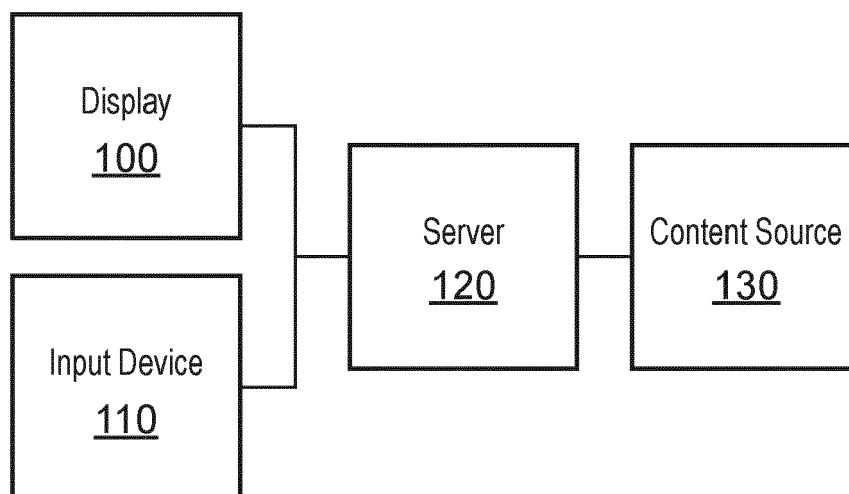 Display
100
Input Device
110
Server
120
Content Source
130